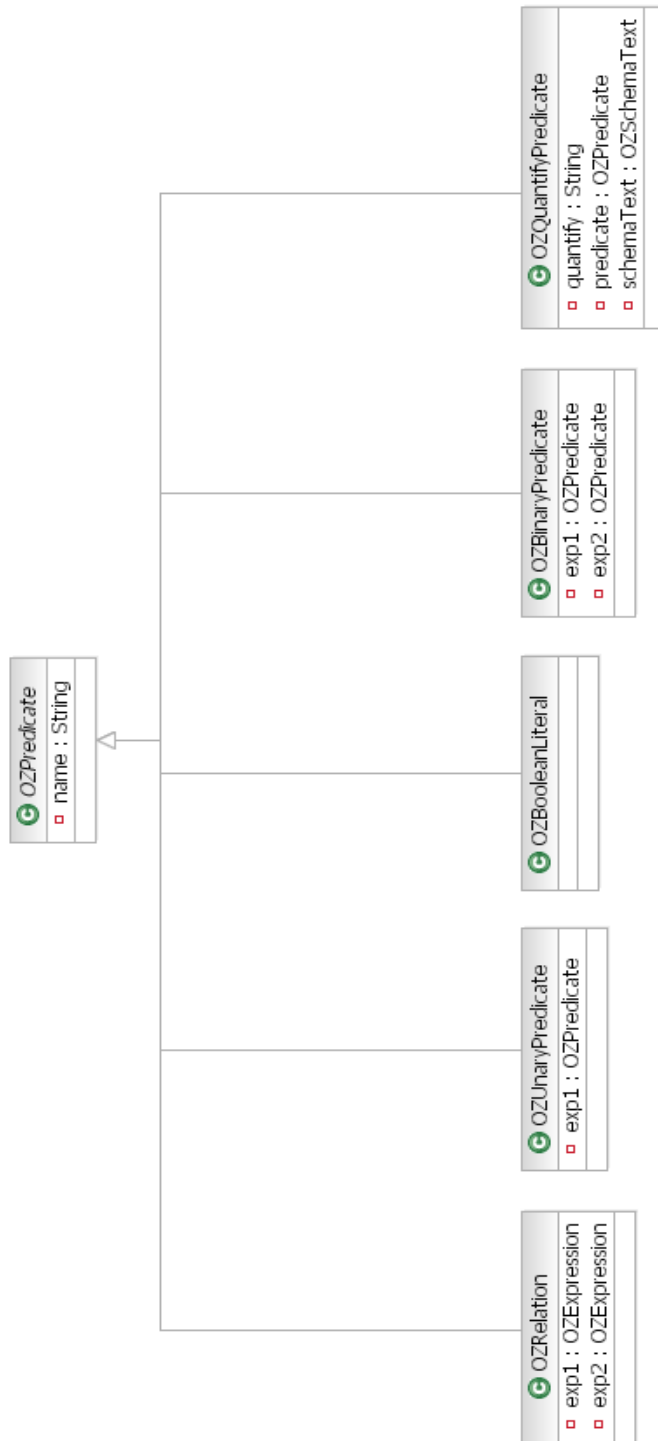 OZPredicate
name : String
OZRelation
exp1 : OZExpression
exp2 : OZExpression
OZUnaryPredicate
exp1 : OZPredicate
OZBooleanLiteral
OZBinaryPredicate
exp1 : OZPredicate
exp2 : OZPredicate
OZQuantifyPredicate
quantify : String
predicate : OZPredicate
schemaText : OZSchemaText